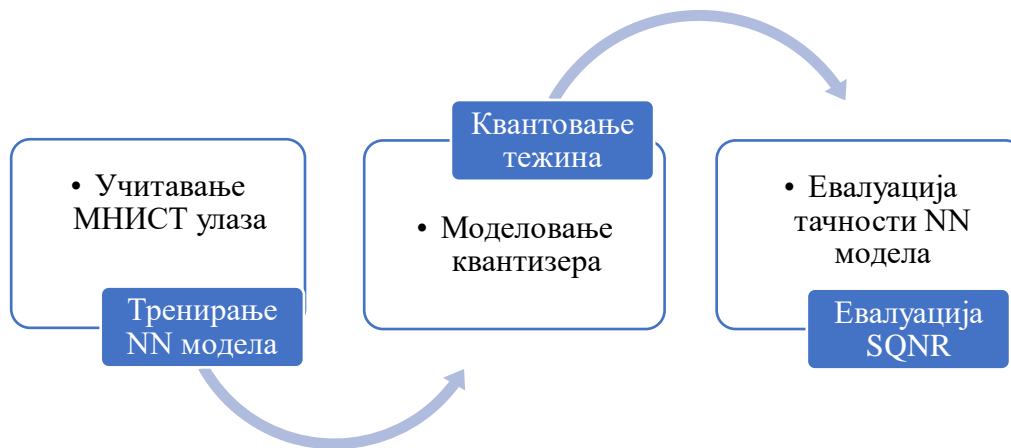 • Учитавање
МНИСТ улаза
Тренирање
NN модела
Квантовање
тежина
• Моделовање
квантизера
• Евалуација
тачности NN
модела
Евалуација
SQNR